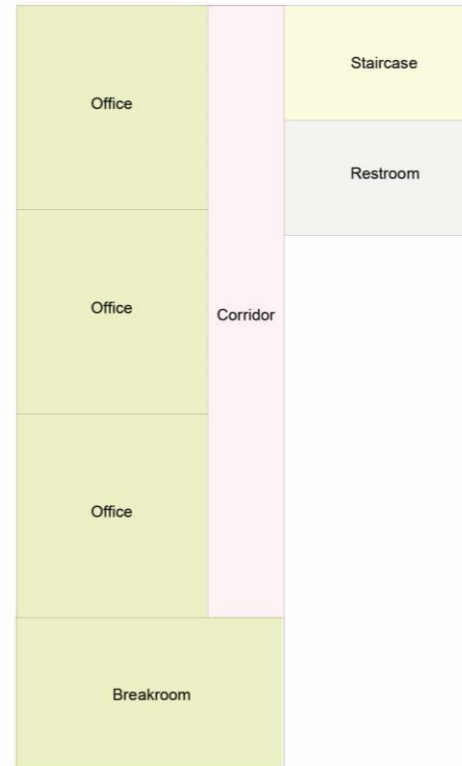 Office
Staircase
Restroom
Office
Corridor
Office
Breakroom